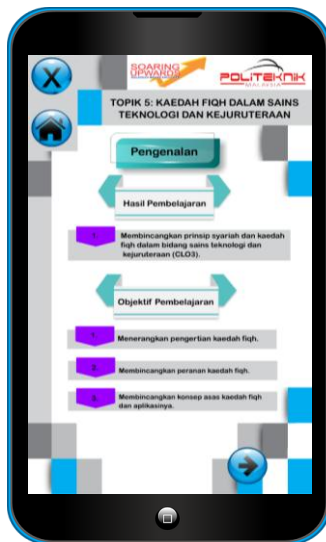 SOARING
UPWARDS
POLITEKNIK
MALAYSIA
X
TOPIK 5: KAEDAH FIQH DALAM SAINS
TEKNOLOGI DAN KEJURUTERAAN
Pengenalan
Hasil Pembelajaran
1. Membincangkan prinsip syariah dan kaedah
fiqh dalam bidang sains teknologi dan
kejuruteraan (CLO3).
Objektif Pembelajaran
1. Menerangkan pengertian kaedah fiqh.
2. Membincangkan peranan kaedah fiqh.
3. Membincangkan konsep asas kaedah fiqh
dan aplikasinya.